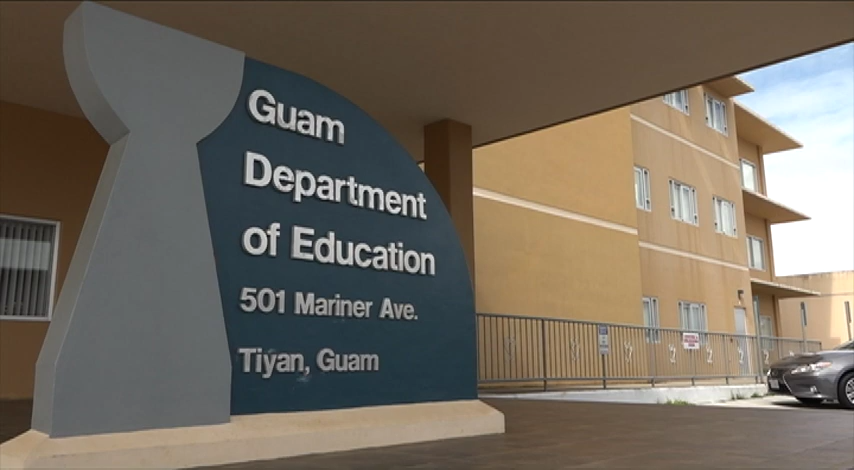 Guam
Department
of Education
501 Mariner Ave.
Tiyan, Guam